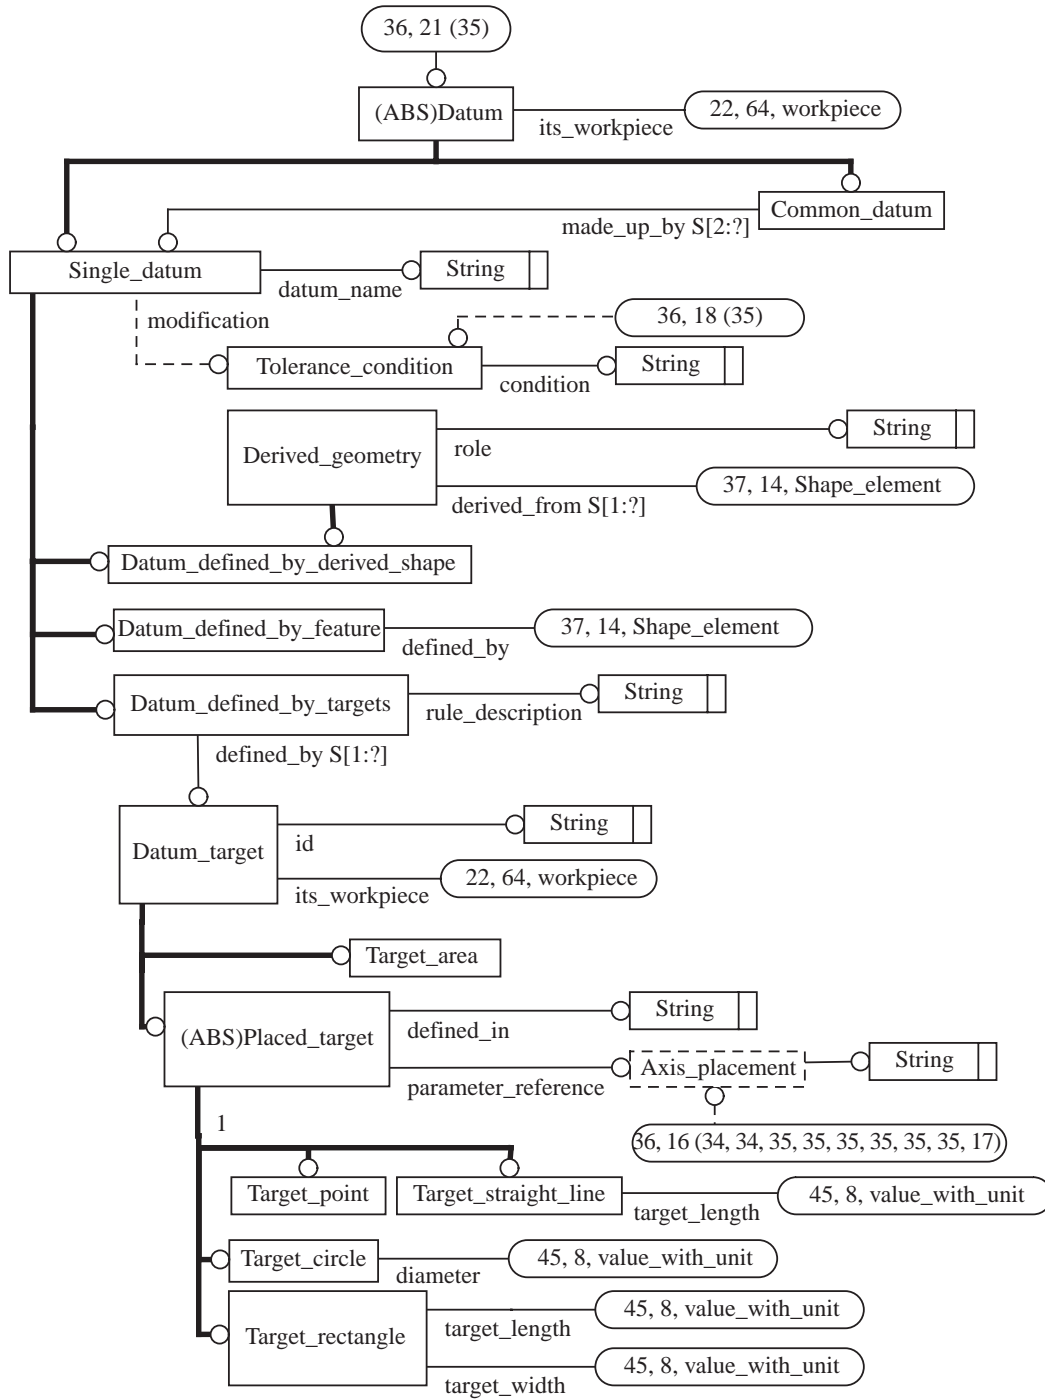 36, 21 (35)
(ABS)Datum
its_workpiece
22, 64, workpiece
Common_datum
made_up_by S[2:?]
Single_datum
datum_name
String
modification
36, 18 (35)
Tolerance_condition
condition
String
Derived_geometry
role
String
derived_from S[1:?]
37, 14, Shape_element
Datum_defined_by_derived_shape
Datum_defined_by_feature
defined_by
37, 14, Shape_element
Datum_defined_by_targets
rule_description
String
defined_by S[1:?]
Datum_target
id
String
its_workpiece
22, 64, workpiece
Target_area
(ABS)Placed_target
defined_in
String
parameter_reference
Axis_placement
String
36, 16 (34, 34, 35, 35, 35, 35, 35, 35, 17)
1
Target_point
Target_straight_line
target_length
45, 8, value_with_unit
Target_circle
diameter
45, 8, value_with_unit
Target_rectangle
target_length
45, 8, value_with_unit
target_width
45, 8, value_with_unit